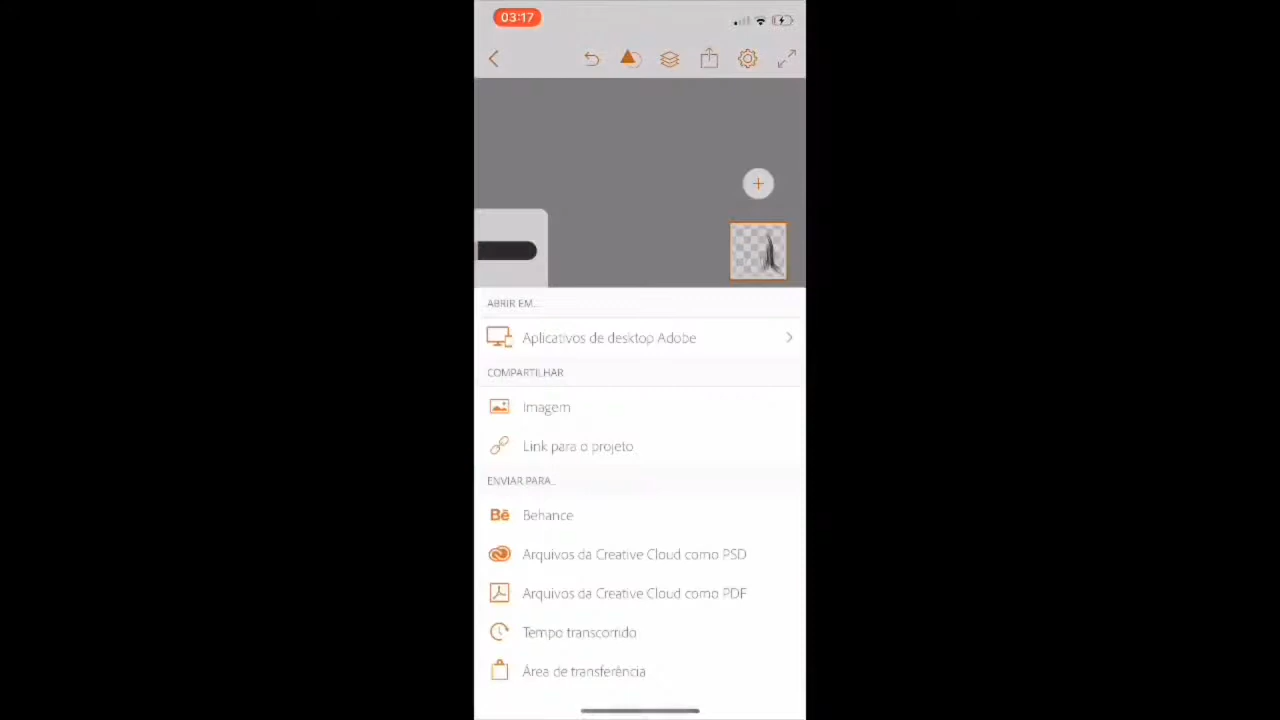 03:17
ABRIR EM...
Aplicativos de desktop Adobe
COMPARTILHAR
Imagem
Link para o projeto
ENVIAR PARA...
Bē Behance
Arquivos da Creative Cloud como PSD
Arquivos da Creative Cloud como PDF
Tempo transcorrido
Área de transferência